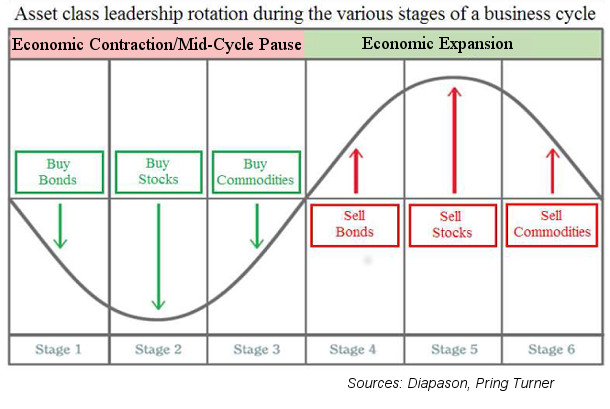 Asset class leadership rotation during the various stages of a business cycle
Economic Contraction/Mid-Cycle Pause
Economic Expansion
Buy
Bonds
Buy
Stocks
Buy
Commodities
Sell
Bonds
Sell
Stocks
Sell
Commodities
Stage 1
Stage 2
Stage 3
Stage 4
Stage 5
Stage 6
Sources: Diapason, Pring Turner